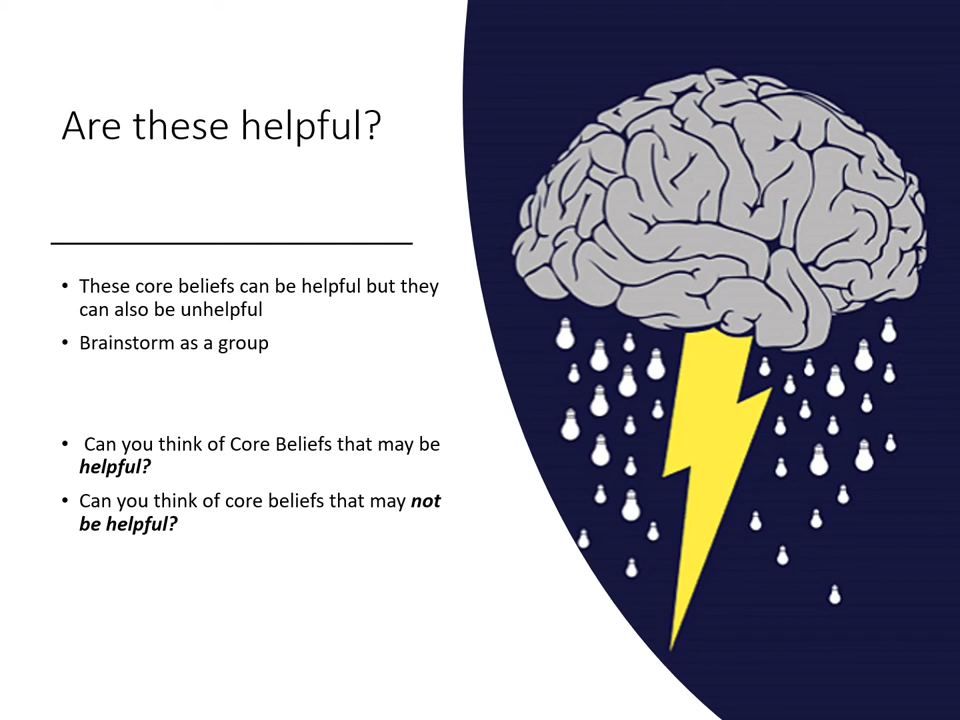 Are these helpful?
• These core beliefs can be helpful but they
can also be unhelpful
• Brainstorm as a group
• Can you think of Core Beliefs that may be
helpful?
• Can you think of core beliefs that may not
be helpful?